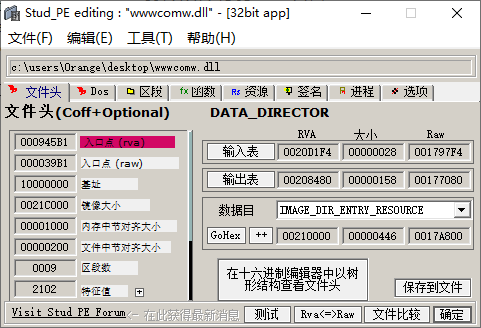 Stud_PE editing : "wwwcomw.dll" - [32bit app]
文件(F) 编辑(E) 工具(T) 帮助(H)
c:\users\Orange\desktop\wwwcomw.dll
文件头 Dos 区段 fx 函数 Rs 资源 签名 进程 选项
文件头(Coff+Optional) DATA_DIRECTOR
RVA 大小 Raw
000945B1 入口点 (rva)
输入表 0020D1F4 00000028 001797F4
000039B1 入口点 (raw)
输出表 00208480 00000158 00177080
10000000 基址
0021C000 镜像大小
数据目 IMAGE_DIR_ENTRY_RESOURCE
00001000 内存中节对齐大小
GoHex ++ 00210000 00000446 0017A800
00000200 文件中节对齐大小
0009 区段数
在十六进制编辑器中以树
形结构查看文件头
保存到文件
2102 特征值 +
Visit Stud PE Forum <- 在此获得最新消息 测试 Rva<=>Raw 文件比较 确定